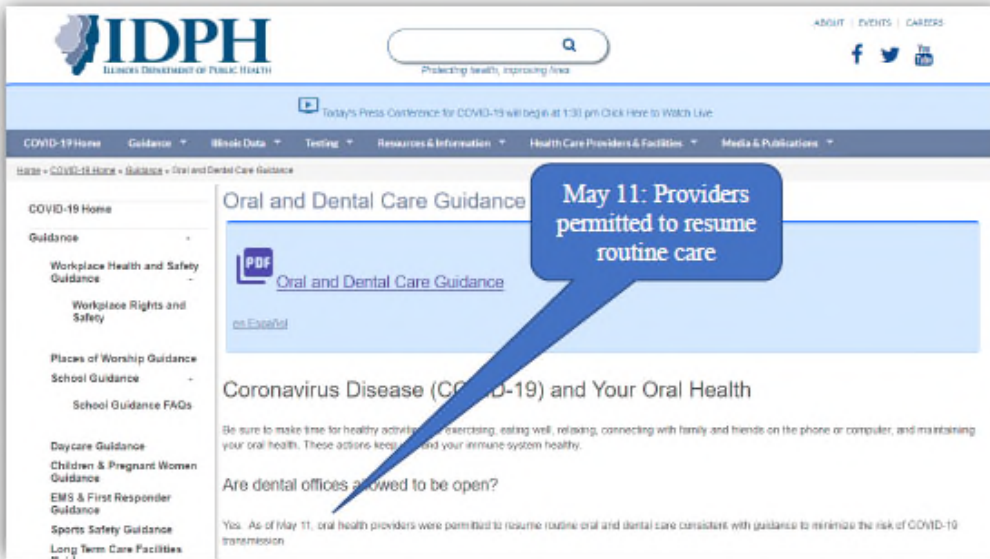 IDPH
ILLINOIS DEPARTMENT OF PUBLIC HEALTH
Protecting health, improving lives
ABOUT | EVENTS | CAREERS
You
Tube
Today's Press Conference for COVID-19 will begin at 1:30 pm Click Here to Watch Live
COVID-19 Home Guidance Illinois Data Testing Resources & Information Health Care Providers & Facilities Media & Publications
Home » COVID-19 Home » Guidance » Oral and Dental Care Guidance
COVID-19 Home
Guidance -
Workplace Health and Safety
Guidance -
Workplace Rights and
Safety
Places of Worship Guidance
School Guidance -
School Guidance FAQs
Daycare Guidance
Children & Pregnant Women
Guidance
EMS & First Responder
Guidance
Sports Safety Guidance
Long Term Care Facilities
Oral and Dental Care Guidance
May 11: Providers
permitted to resume
routine care
PDF
Oral and Dental Care Guidance
en Español
Coronavirus Disease (COVID-19) and Your Oral Health
Be sure to make time for healthy activities exercising, eating well, relaxing, connecting with family and friends on the phone or computer, and maintaining
your oral health. These actions keep and your immune system healthy.
Are dental offices allowed to be open?
Yes. As of May 11, oral health providers were permitted to resume routine oral and dental care consistent with guidance to minimize the risk of COVID-19
transmission